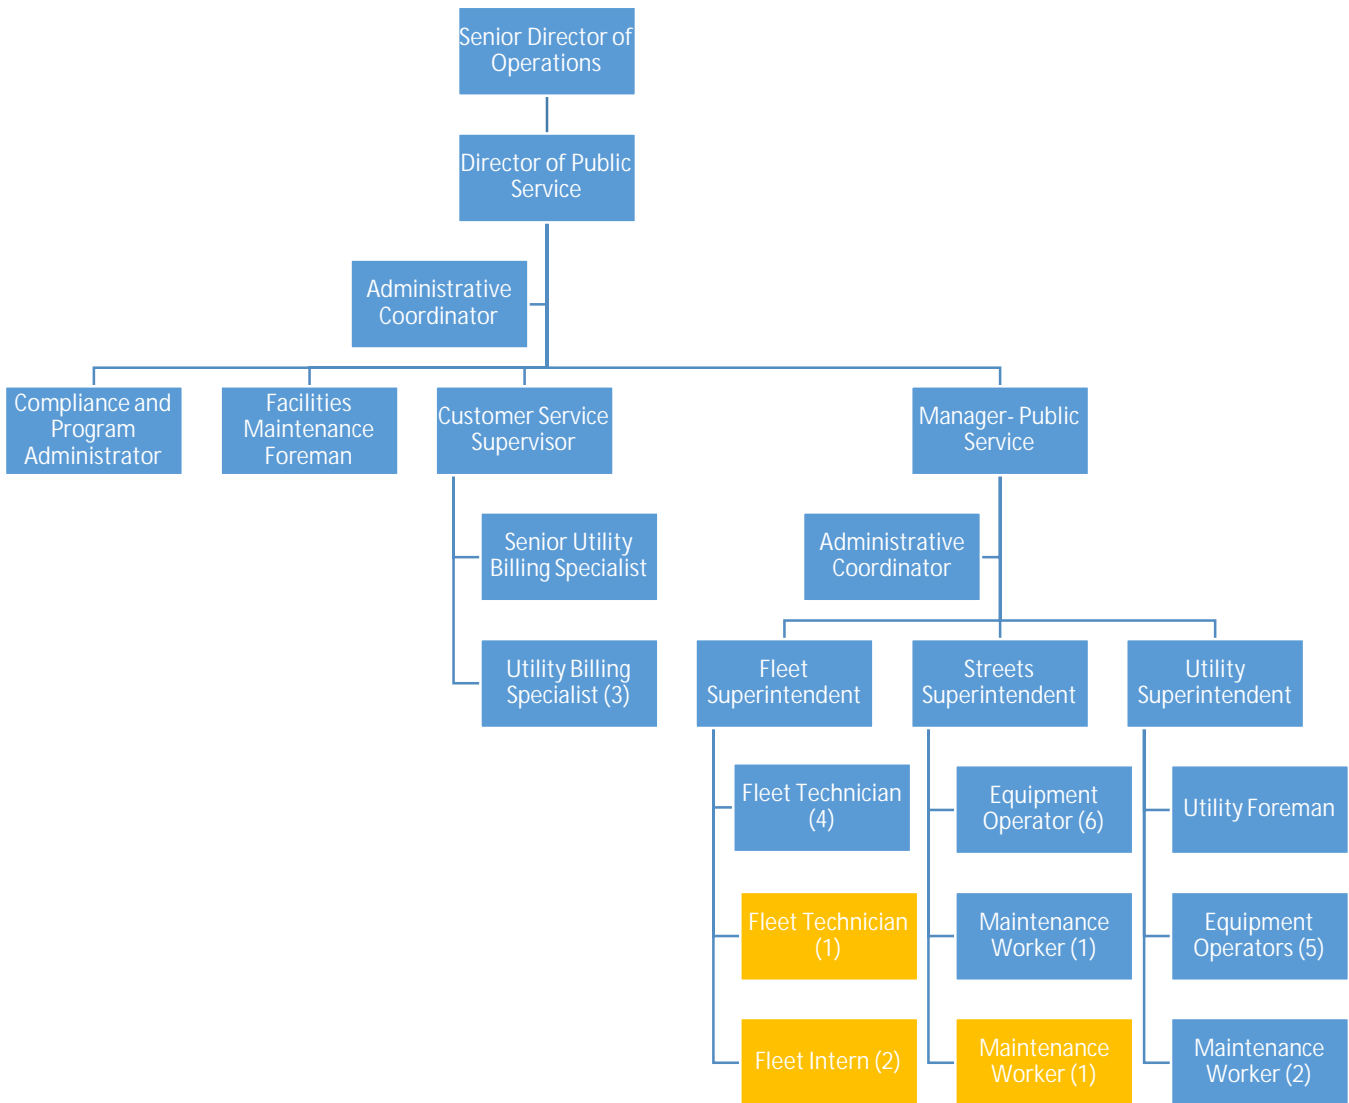 Senior Director of
Operations
Director of Public
Service
Administrative
Coordinator
Compliance and
Program
Administrator
Facilities
Maintenance
Foreman
Customer Service
Supervisor
Manager- Public
Service
Senior Utility
Billing Specialist
Administrative
Coordinator
Utility Billing
Specialist (3)
Fleet
Superintendent
Streets
Superintendent
Utility
Superintendent
Fleet Technician
(4)
Equipment
Operator (6)
Utility Foreman
Fleet Technician
(1)
Maintenance
Worker (1)
Equipment
Operators (5)
Fleet Intern (2)
Maintenance
Worker (1)
Maintenance
Worker (2)